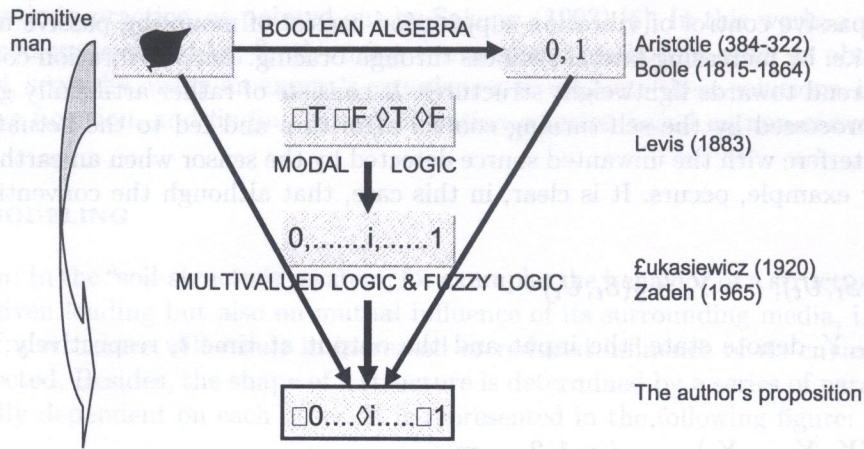 Primitive
man
BOOLEAN ALGEBRA
0,1
Aristotle (384-322)
Boole (1815-1864)
□T□F ◊T ◊F
Levis (1883)
MODAL LOGIC
0,......i,.....1
MULTIVALUED LOGIC & FUZZY LOGIC
£ukasiewicz (1920)
Zadeh (1965)
The author's proposition
□0....◊i.....□1